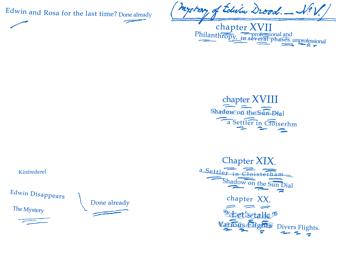 Edwin and Rosa for the last time? Done already
(Mystery of Edwin Drood. — No. V.)
chapter XVII
Philanthropy, professional and
in several phases unprofessional
chapter XVIII
Shadow on the Sun Dial
a Settler in Cloisterham
Chapter XIX.
a Settler in Cloisterham
Shadow on the Sun Dial
chapter XX.
Let's talk
Various Flights Divers Flights.
Kinfrederel
Edwin Disappears
The Mystery
Done already